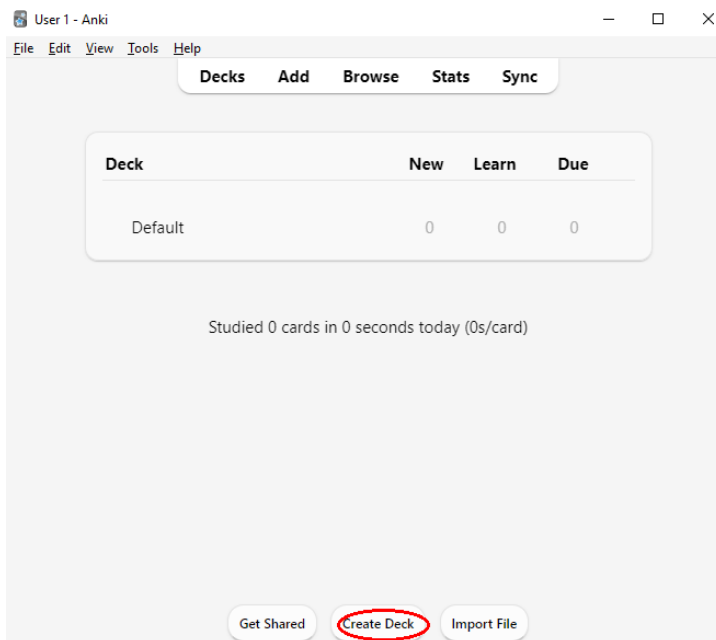 User 1 - Anki
File Edit View Tools Help
Decks Add Browse Stats Sync
Deck New Learn Due
Default 0 0 0
Studied 0 cards in 0 seconds today (0s/card)
Get Shared Create Deck Import File